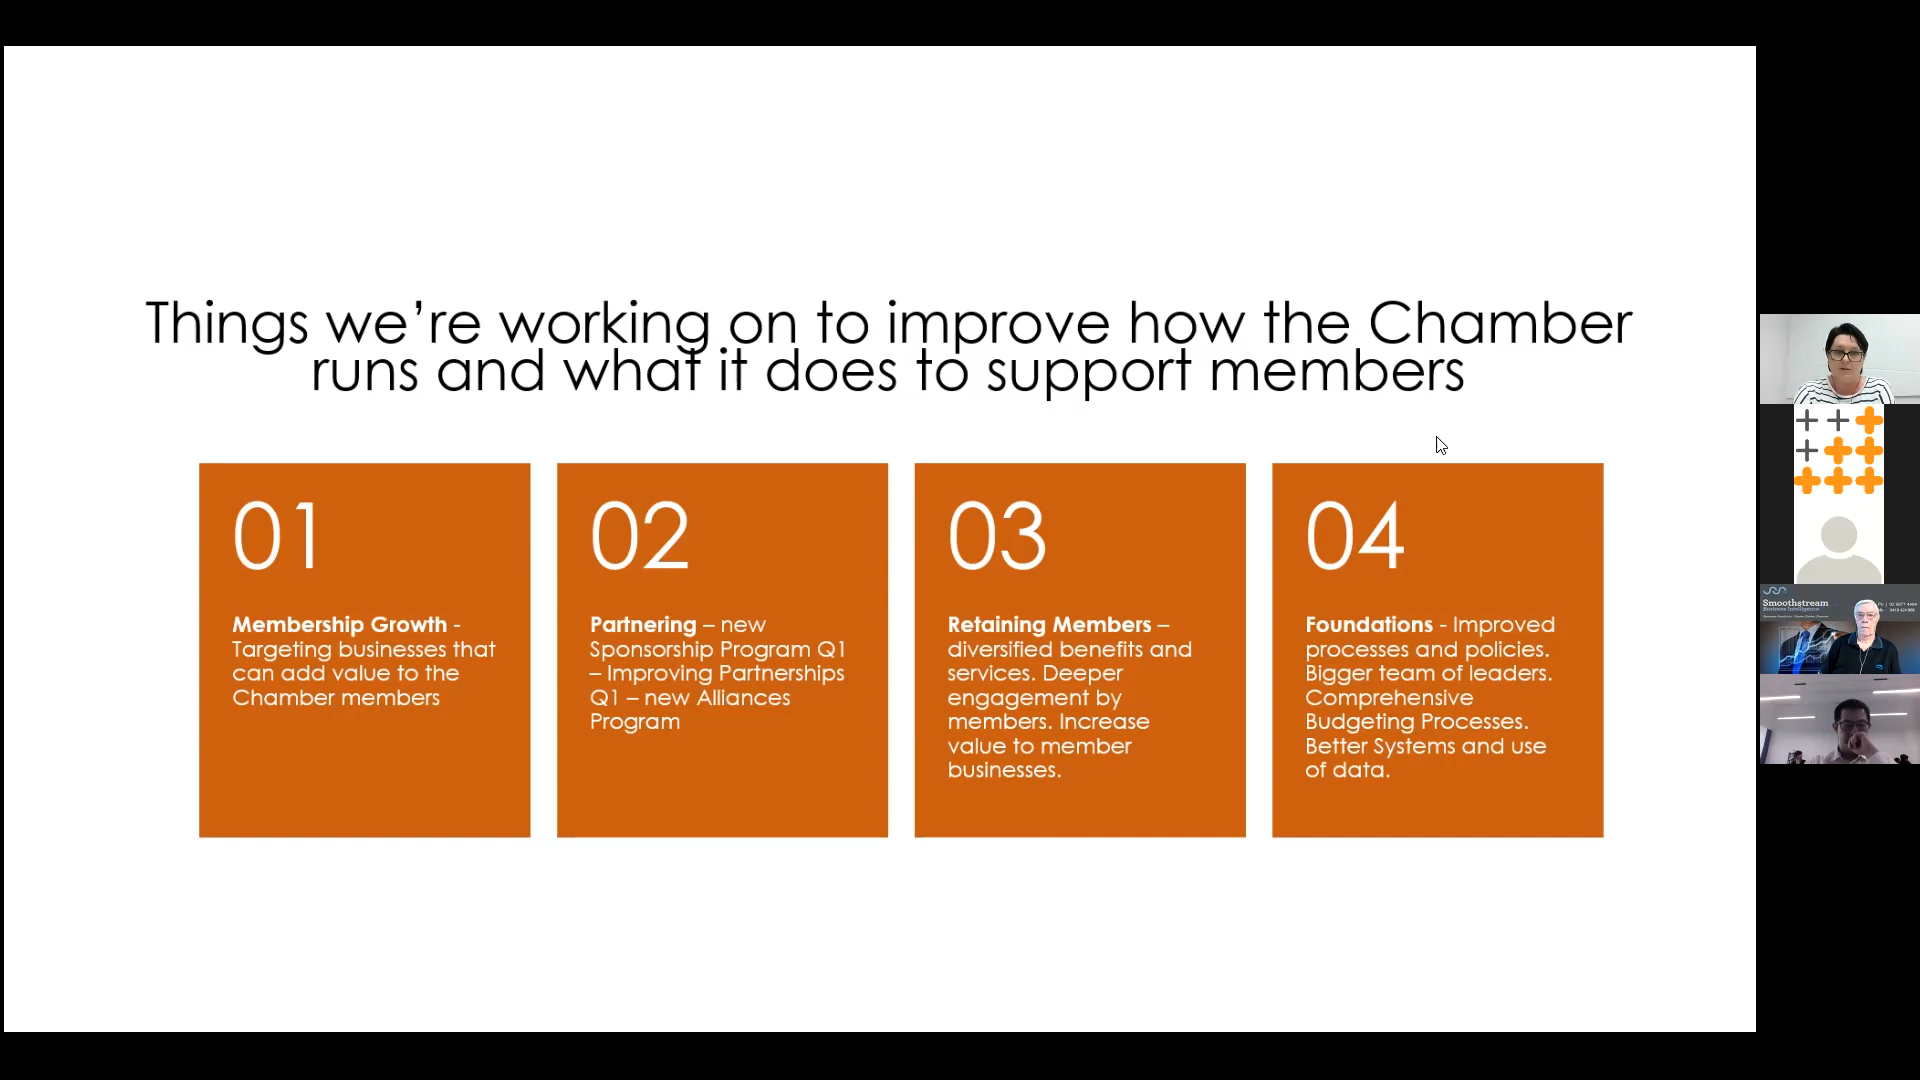 Things we’re working on to improve how the Chamber
runs and what it does to support members
01
Membership Growth -
Targeting businesses that
can add value to the
Chamber members
02
Partnering – new
Sponsorship Program Q1
– Improving Partnerships
Q1 – new Alliances
Program
03
Retaining Members –
diversified benefits and
services. Deeper
engagement by
members. Increase
value to member
businesses.
04
Foundations - Improved
processes and policies.
Bigger team of leaders.
Comprehensive
Budgeting Processes.
Better Systems and use
of data.
Smoothstream
Business Intelligence